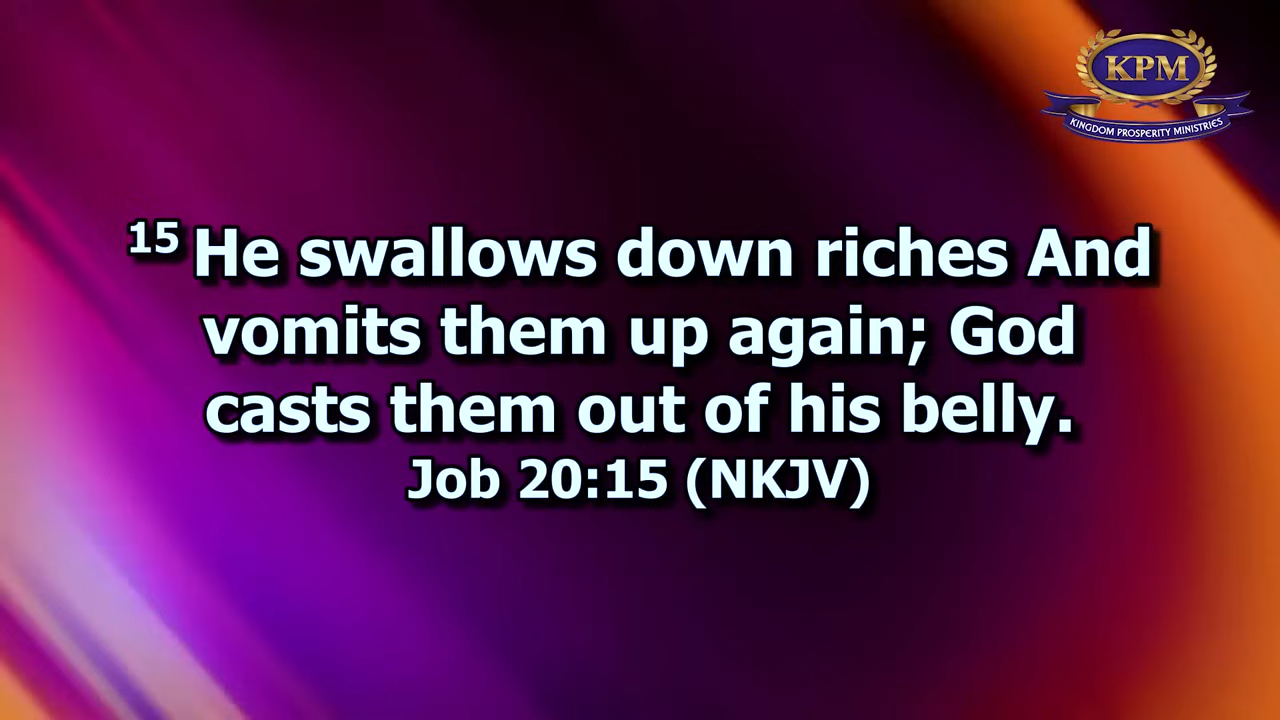 KPM
KINGDOM PROSPERITY MINISTRIES
15 He swallows down riches And
vomits them up again; God
casts them out of his belly.
Job 20:15 (NKJV)